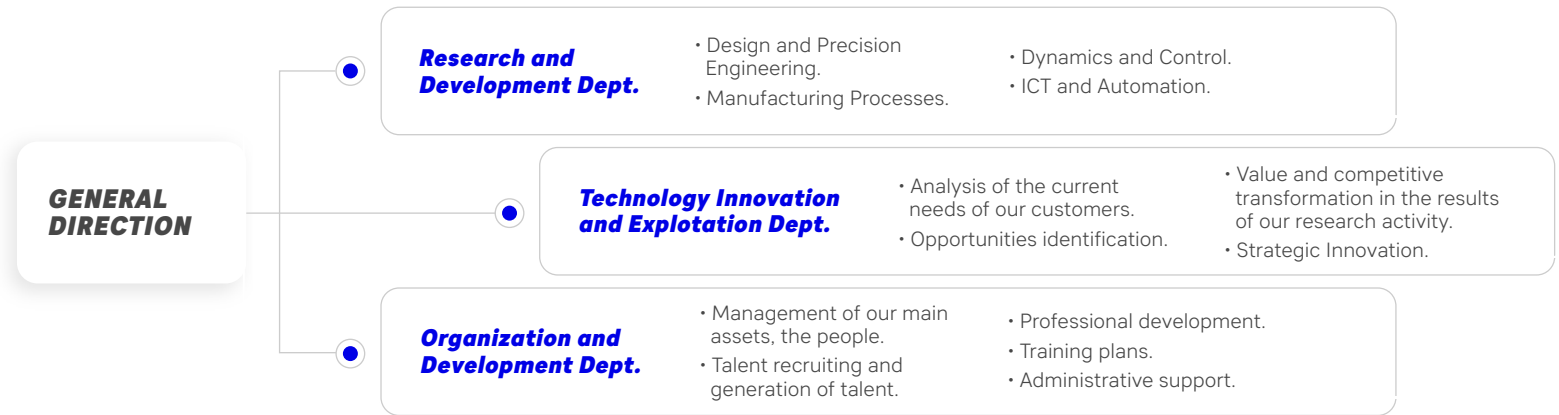 GENERAL
DIRECTION
Research and
Development Dept.
· Design and Precision
Engineering.
· Manufacturing Processes.
· Dynamics and Control.
· ICT and Automation.
Technology Innovation
and Explotation Dept.
· Analysis of the current
needs of our customers.
· Opportunities identification.
· Value and competitive
transformation in the results
of our research activity.
· Strategic Innovation.
Organization and
Development Dept.
· Management of our main
assets, the people.
· Talent recruiting and
generation of talent.
· Professional development.
· Training plans.
· Administrative support.